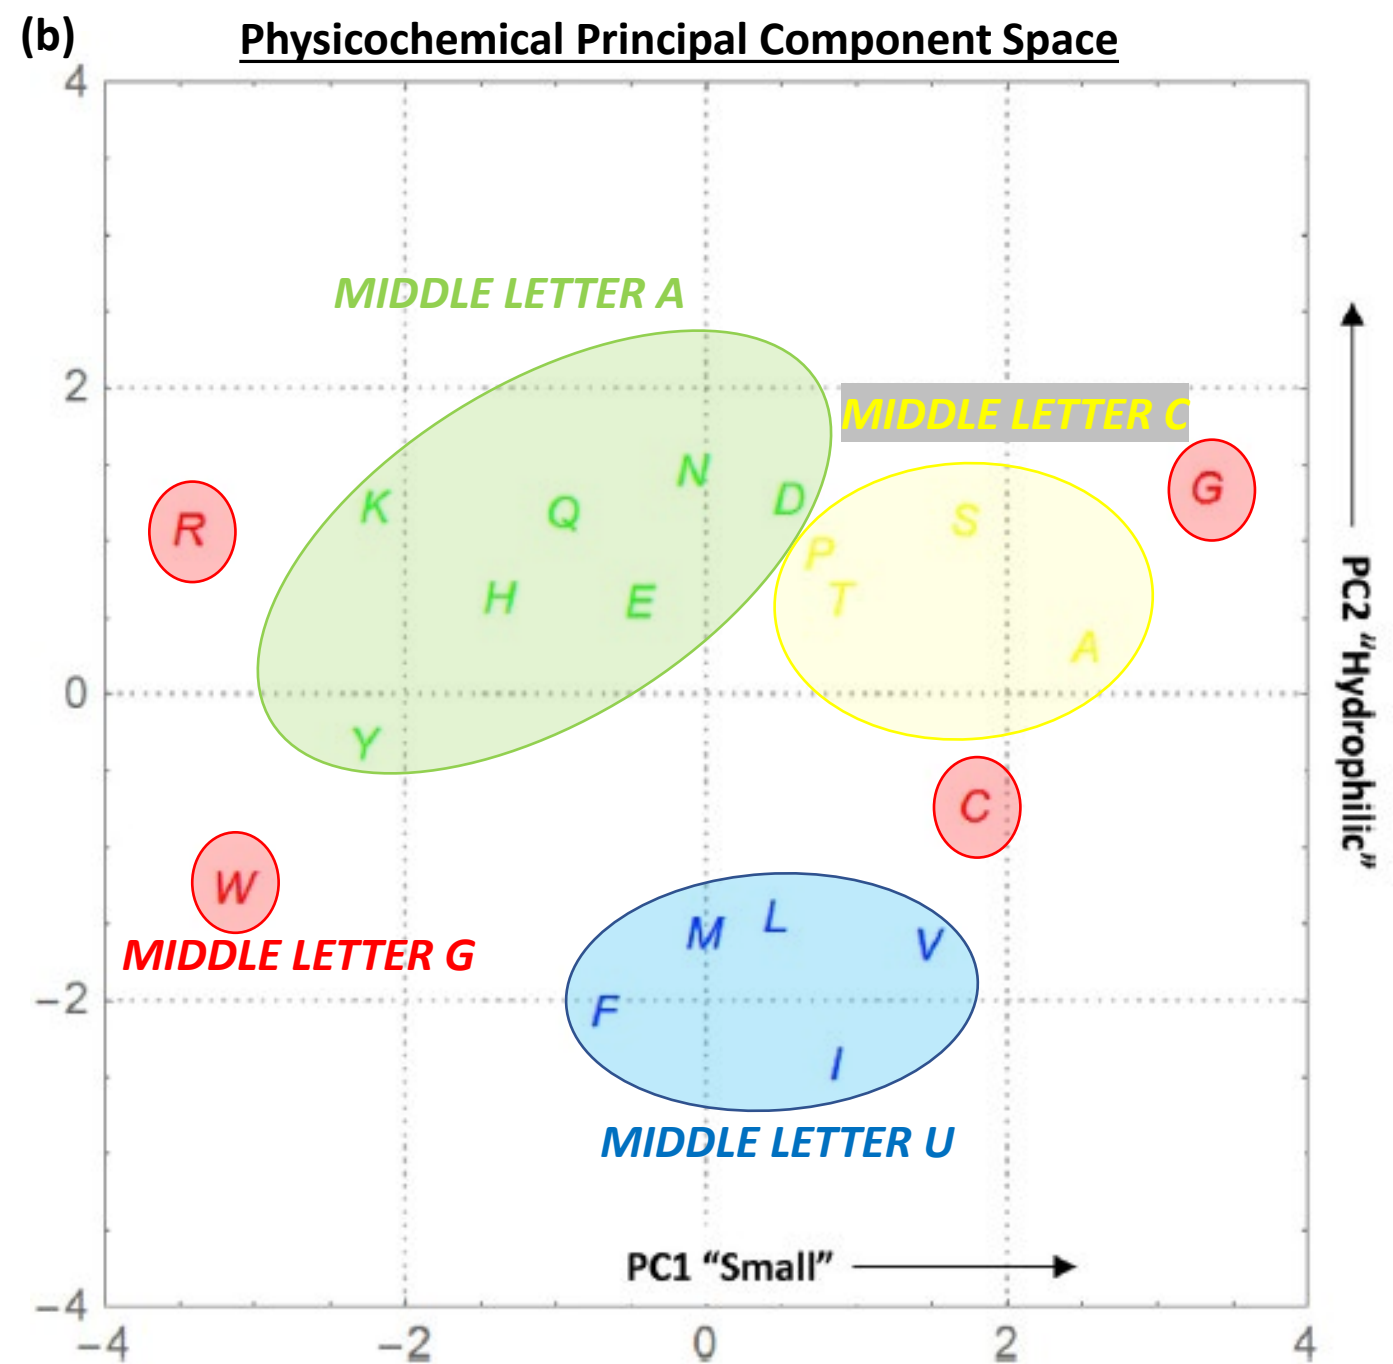 (b)
Physicochemical Principal Component Space
4
MIDDLE LETTER A
2
MIDDLE LETTER C
N
G
K
Q
D
S
R
P
H
E
T
A
0
Y
C
W
M
L
V
MIDDLE LETTER G
-2
F
I
MIDDLE LETTER U
PC1 “Small”
-4
-4
-2
0
2
4
PC2 “Hydrophilic”